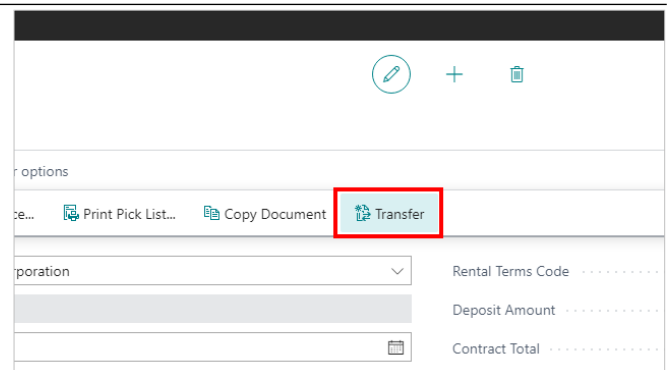 r options
ce... Print Pick List... Copy Document Transfer
rporation Rental Terms Code
Deposit Amount
Contract Total